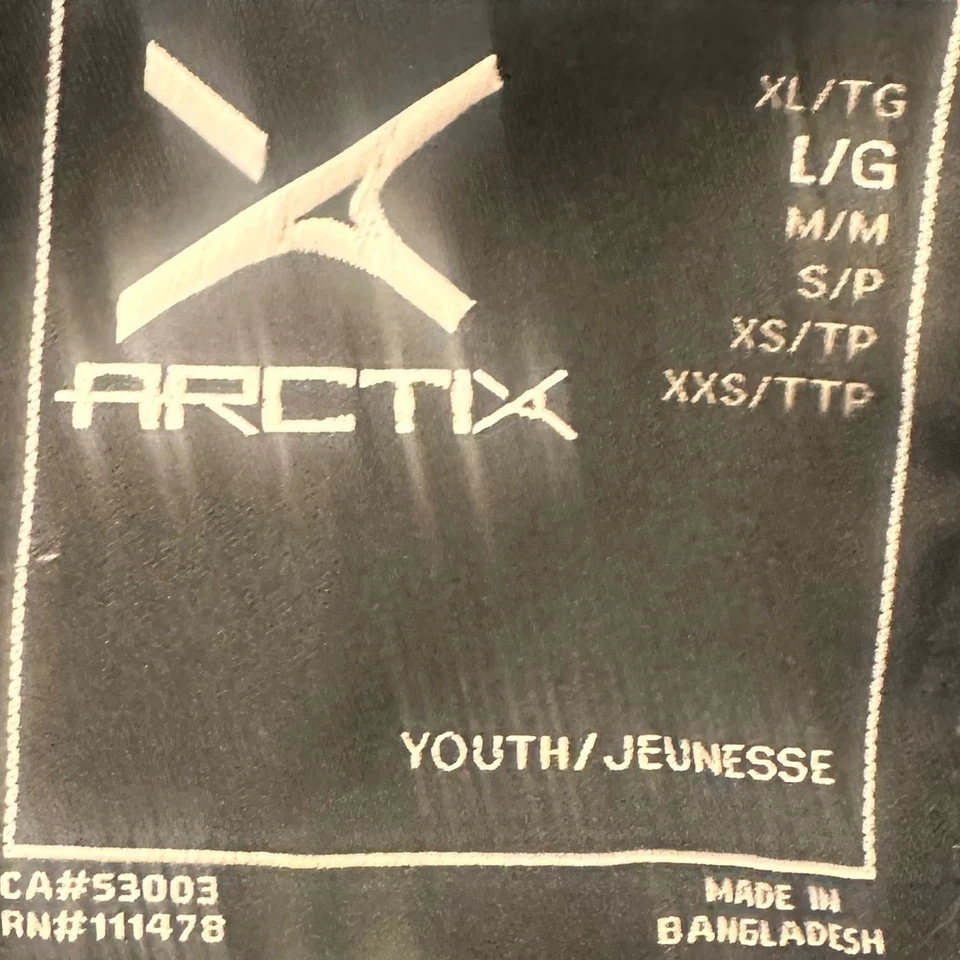 ARCTIX
XL/TG
L/G
M/M
S/P
XS/TP
XXS/TTP
YOUTH/JEUNESSE
CA#53003
RN#111478
MADE IN
BANGLADESH